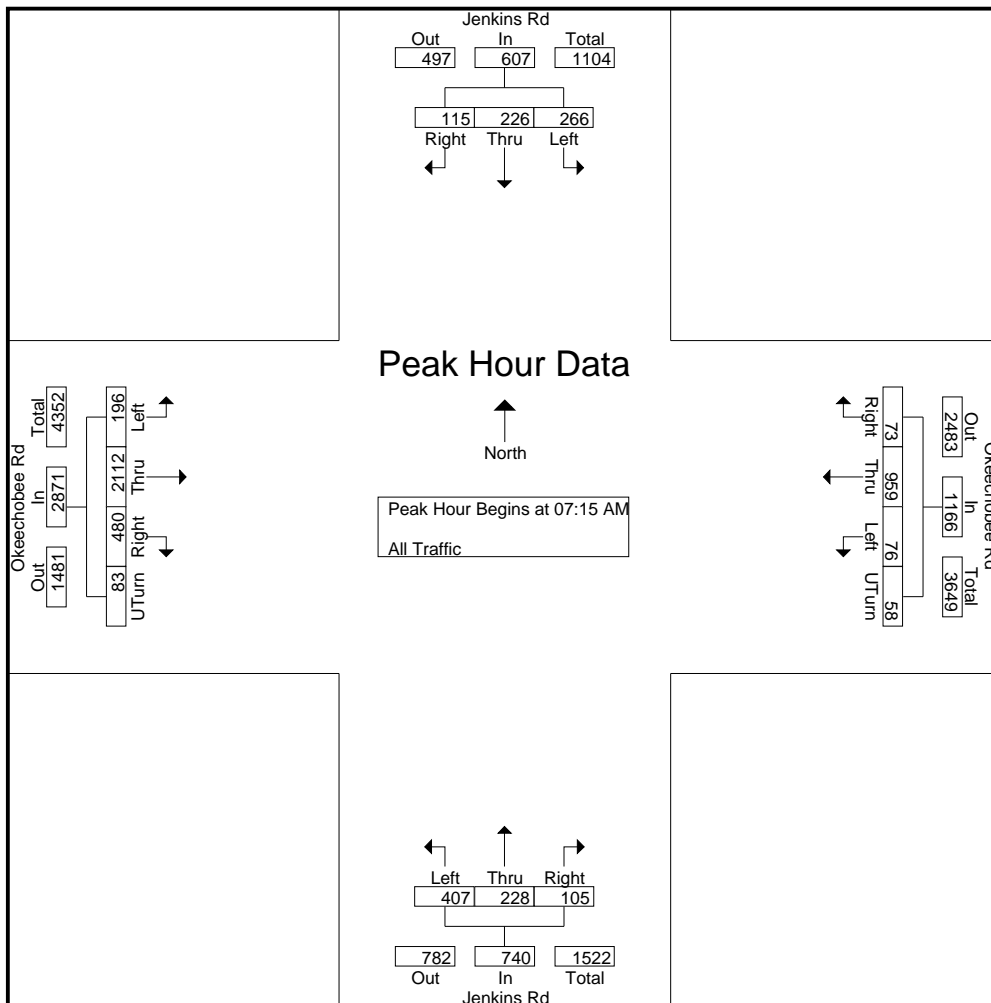 Jenkins Rd
Out In Total
497 607 1104
115 226 266
Right Thru Left
Peak Hour Data
North
Peak Hour Begins at 07:15 AM
All Traffic
Okeechobee Rd
Out In Total
1481 2871 4352
83 480 2112 196
UTurn Right Thru Left
Okeechobee Rd
Out In Total
2483 1166 3649
73 959 76 58
Right Thru Left UTurn
Left Thru Right
407 228 105
782 740 1522
Out In Total
Jenkins Rd